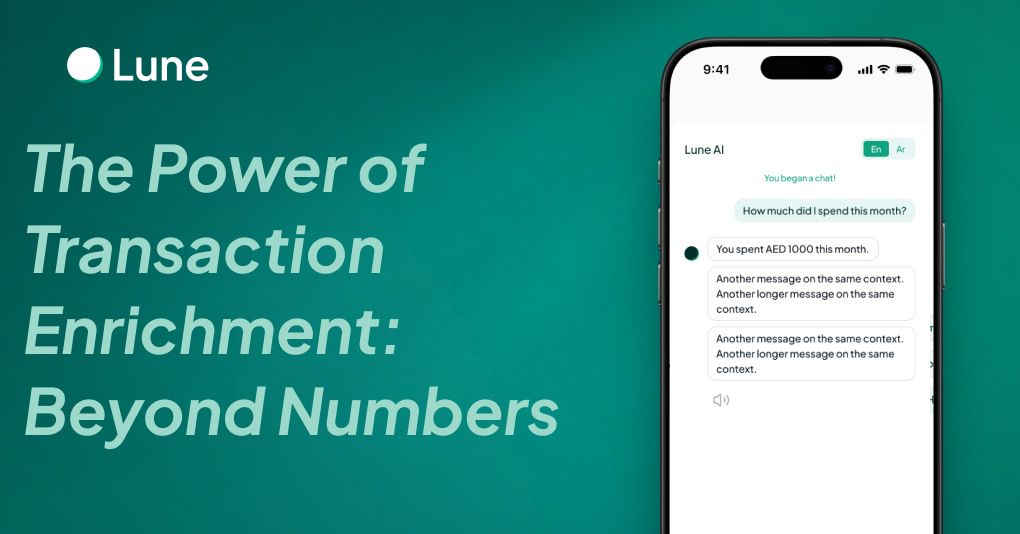 Lune
The Power of
Transaction
Enrichment:
Beyond Numbers
9:41
Lune AI
En
Ar
You began a chat!
How much did I spend this month?
You spent AED 1000 this month.
Another message on the same context.
Another longer message on the same
context.
Another message on the same context.
Another longer message on the same
context.